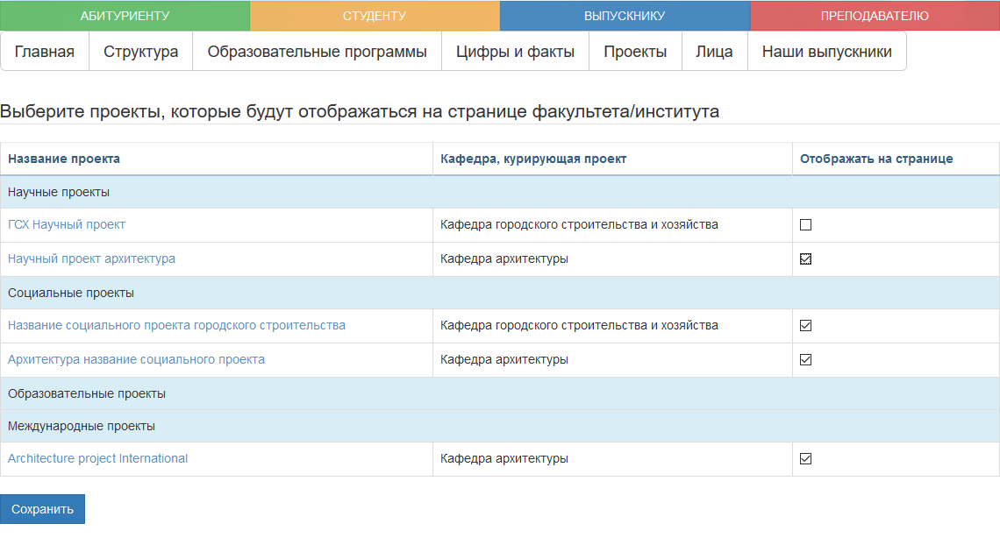 АБИТУРИЕНТУ СТУДЕНТУ ВЫПУСКНИКУ ПРЕПОДАВАТЕЛЮ
Главная Структура Образовательные программы Цифры и факты Проекты Лица Наши выпускники
Выберите проекты, которые будут отображаться на странице факультета/института
Название проекта Кафедра, курирующая проект Отображать на странице
Научные проекты
ГСХ Научный проект Кафедра городского строительства и хозяйства
Научный проект архитектура Кафедра архитектуры
Социальные проекты
Название социального проекта городского строительства Кафедра городского строительства и хозяйства
Архитектура название социального проекта Кафедра архитектуры
Образовательные проекты
Международные проекты
Architecture project International Кафедра архитектуры
Сохранить